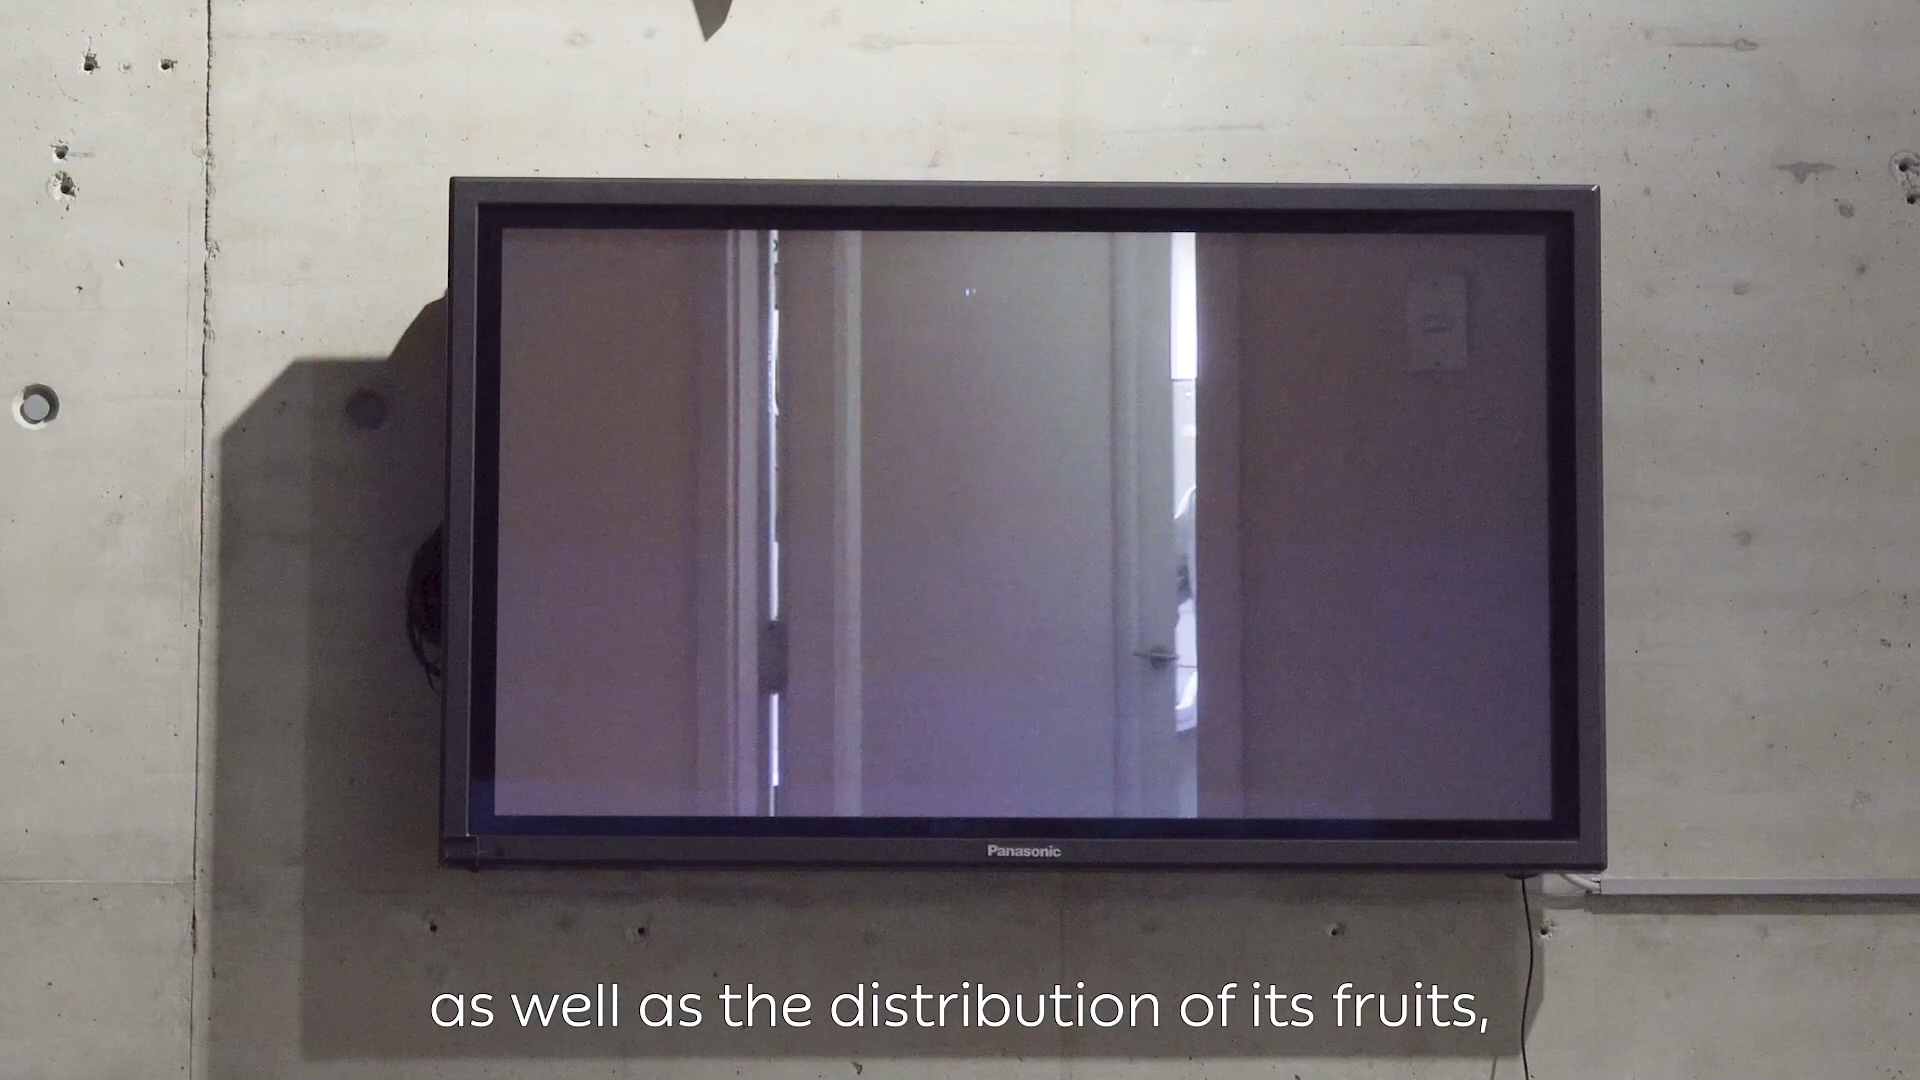 Panasonic
as well as the distribution of its fruits,